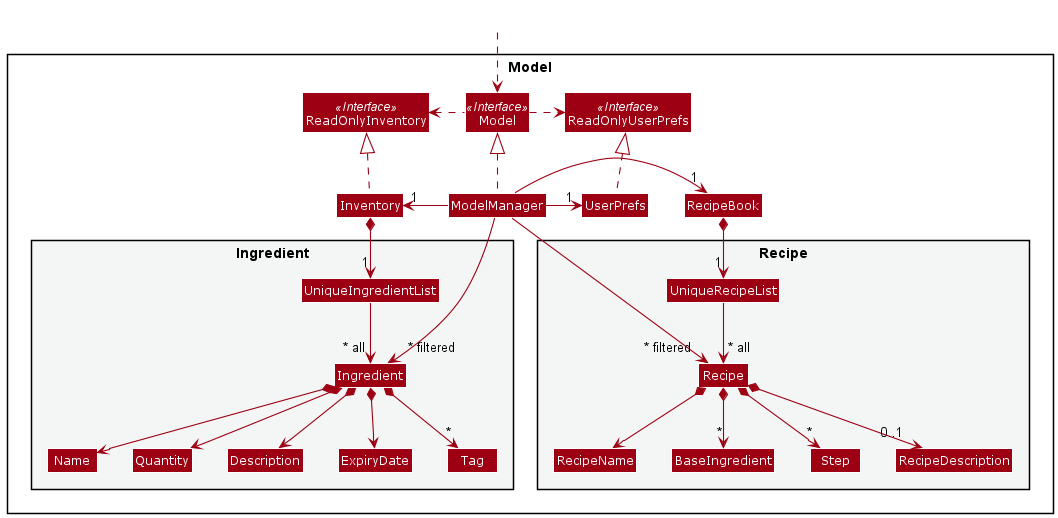 Model
«Interface»
ReadOnlyInventory
«Interface»
Model
«Interface»
ReadOnlyUserPrefs
1
Inventory
1
ModelManager
1
UserPrefs
RecipeBook
Ingredient
Recipe
1
1
UniqueIngredientList
UniqueRecipeList
* all
* filtered
* filtered
* all
Ingredient
Recipe
*
*
*
0..1
Name
Quantity
Description
ExpiryDate
Tag
RecipeName
BaseIngredient
Step
RecipeDescription